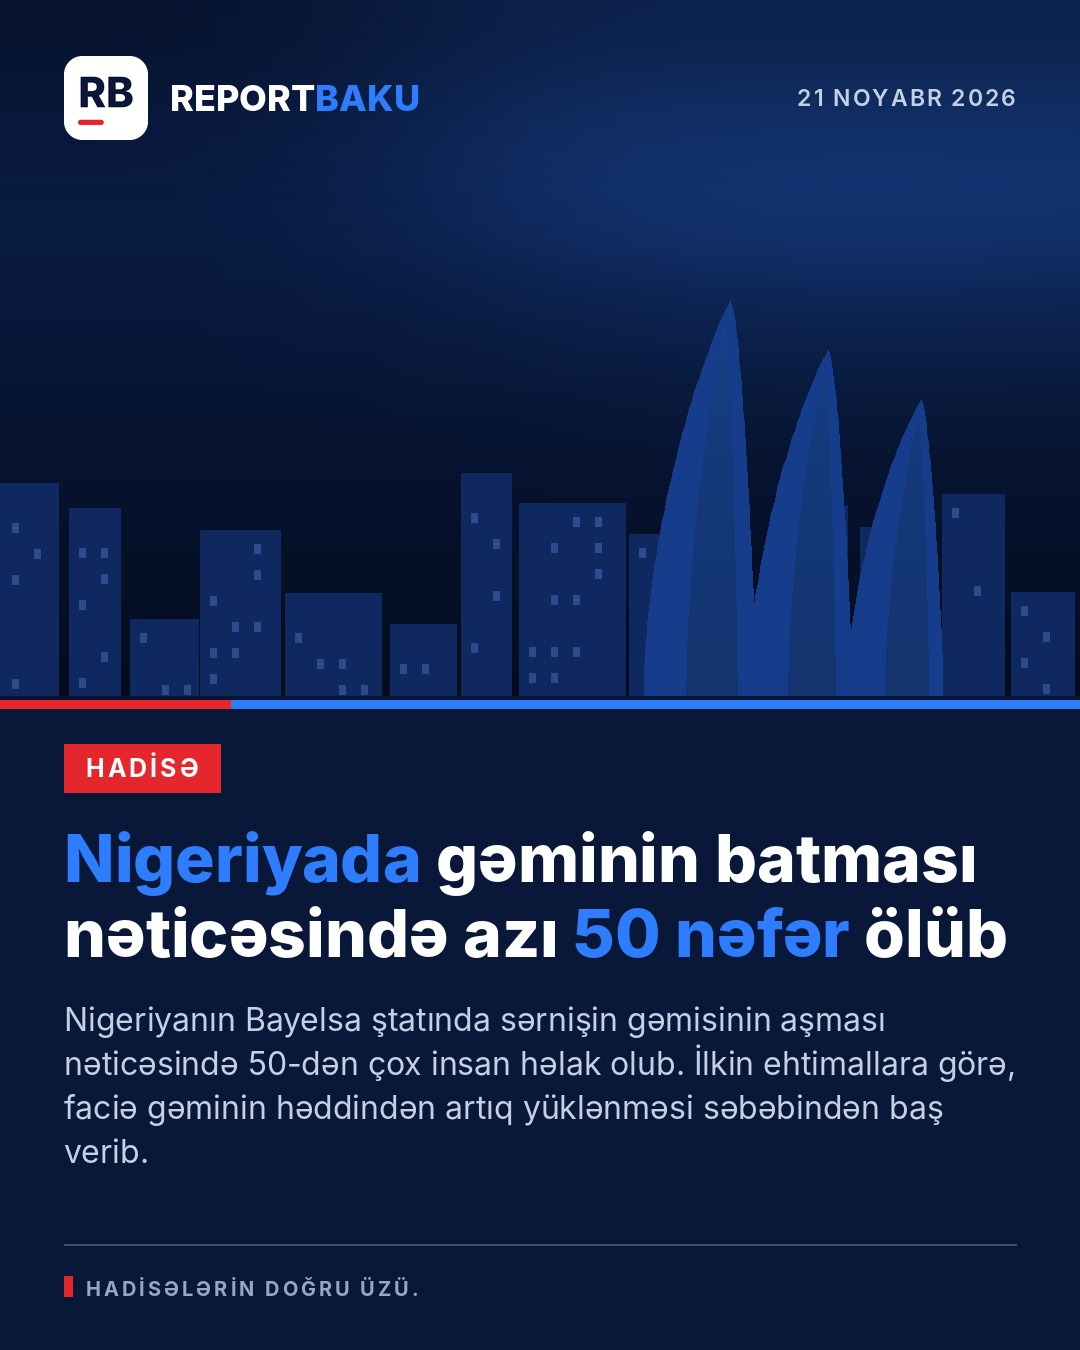 RB
REPORTBAKU
21 NOYABR 2026
HADİSƏ
Nigeriyada gəminin batması
nəticəsində azı 50 nəfər ölüb
Nigeriyanın Bayelsa ştatında sərnişin gəmisinin aşması
nəticəsində 50-dən çox insan həlak olub. İlkin ehtimallara görə,
faciə gəminin həddindən artıq yüklənməsi səbəbindən baş
verib.
HADİSƏLƏRİN DOĞRU ÜZÜ.